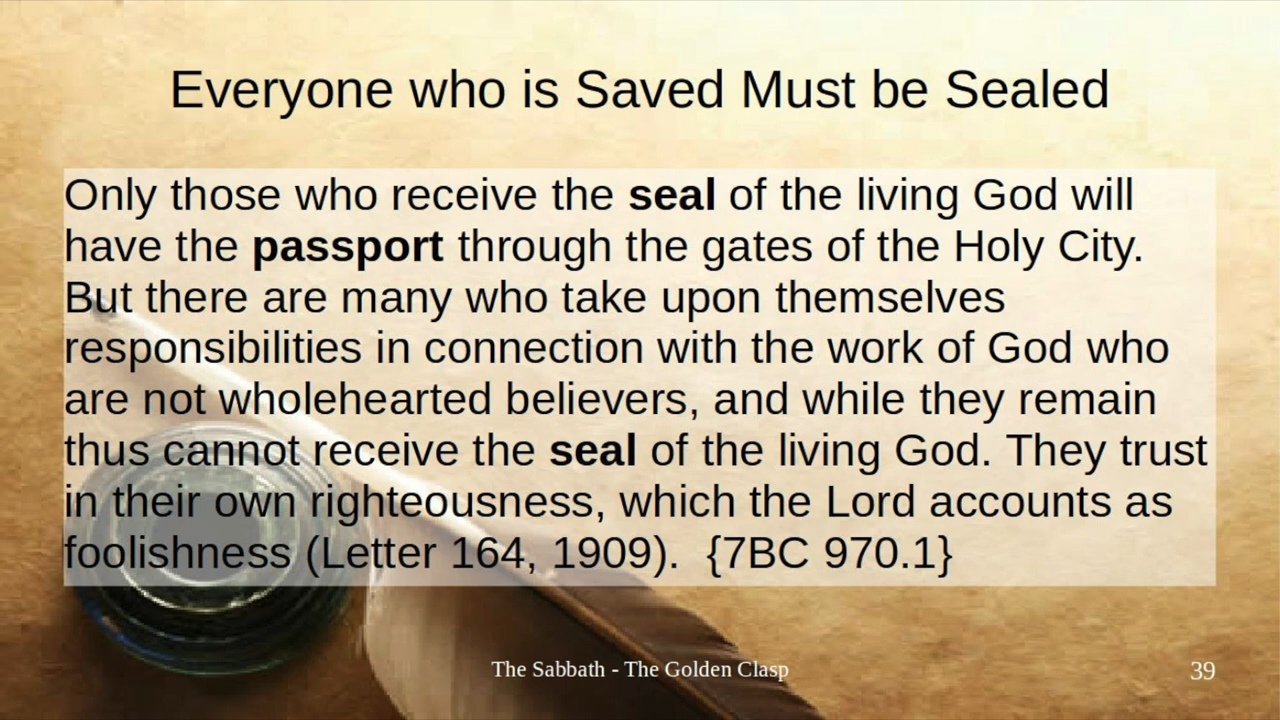 Everyone who is Saved Must be Sealed
Only those who receive the seal of the living God will
have the passport through the gates of the Holy City.
But there are many who take upon themselves
responsibilities in connection with the work of God who
are not wholehearted believers, and while they remain
thus cannot receive the seal of the living God. They trust
in their own righteousness, which the Lord accounts as
foolishness (Letter 164, 1909).  {7BC 970.1}
The Sabbath - The Golden Clasp
39